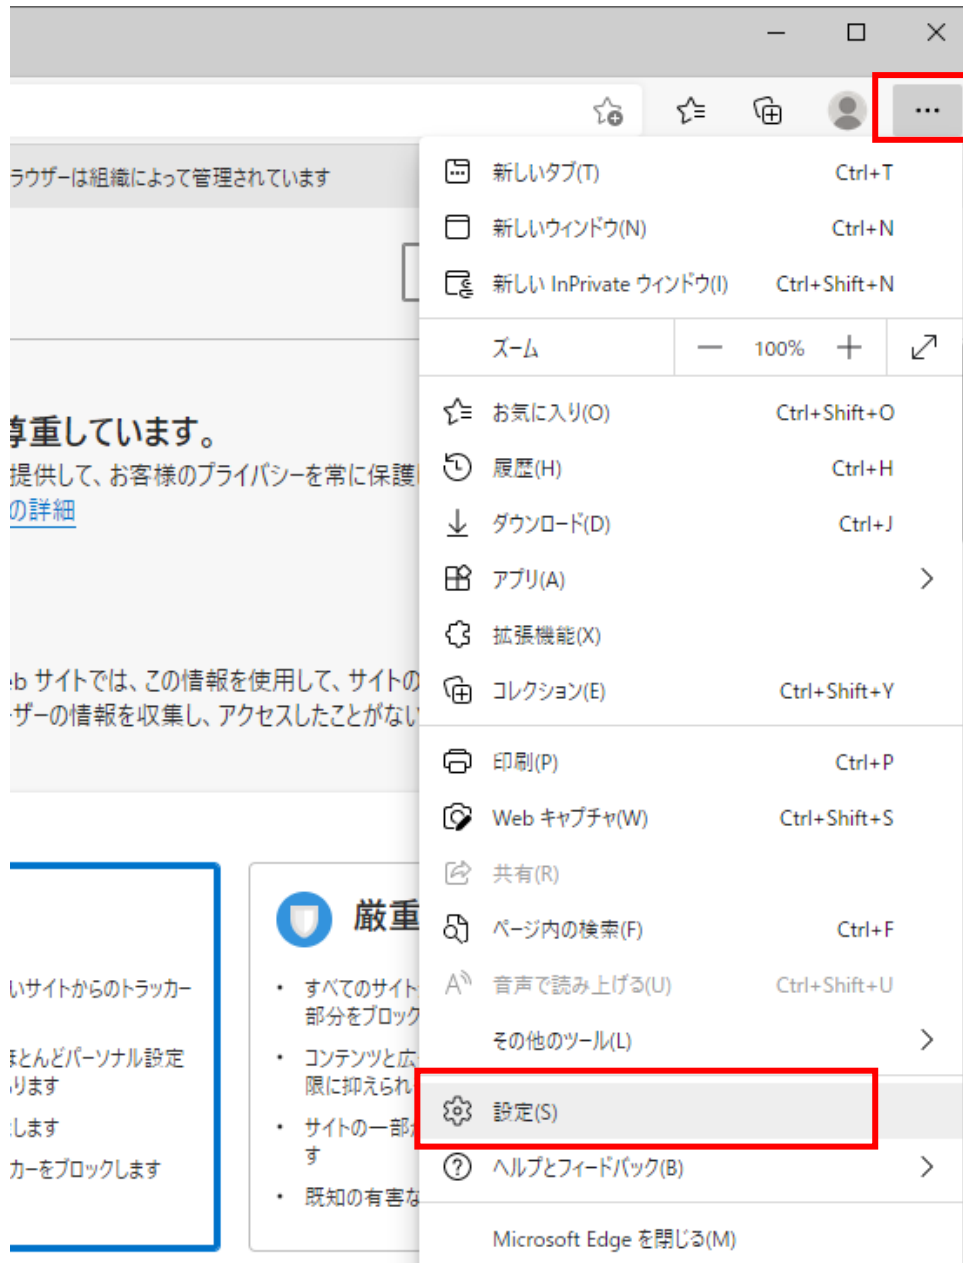 ラウザーは組織によって管理されています
新しいタブ(T) Ctrl+T
新しいウィンドウ(N) Ctrl+N
新しい InPrivate ウィンドウ(I) Ctrl+Shift+N
ズーム 100%
お気に入り(O) Ctrl+Shift+O
履歴(H) Ctrl+H
ダウンロード(D) Ctrl+J
アプリ(A)
拡張機能(X)
コレクション(E) Ctrl+Shift+Y
印刷(P) Ctrl+P
Web キャプチャ(W) Ctrl+Shift+S
共有(R)
ページ内の検索(F) Ctrl+F
音声で読み上げる(U) Ctrl+Shift+U
その他のツール(L)
設定(S)
ヘルプとフィードバック(B)
Microsoft Edge を閉じる(M)
尊重しています。
提供して、お客様のプライバシーを常に保護
の詳細
eb サイトでは、この情報を使用して、サイトの
ーザーの情報を収集し、アクセスしたことがない
いサイトからのトラッカー
ほとんどパーソナル設定
ります
します
カーをブロックします
厳重
• すべてのサイト
部分をブロック
• コンテンツと広
限に抑えられ
• サイトの一部
す
• 既知の有害な